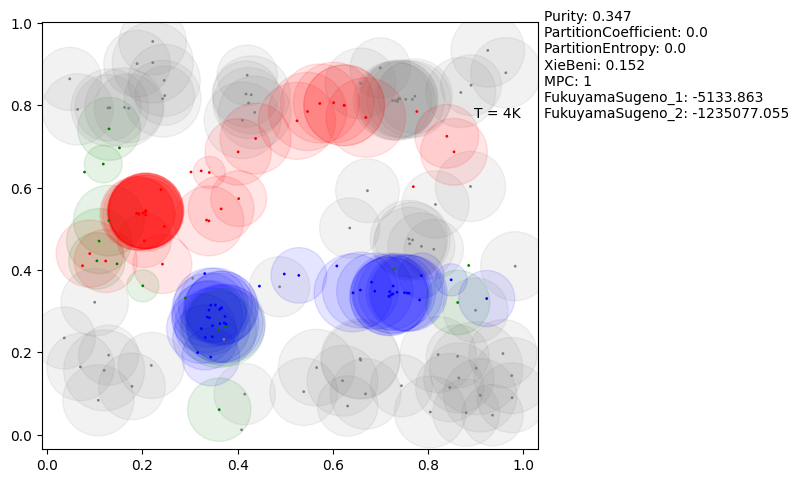 Purity: 0.347
PartitionCoefficient: 0.0
PartitionEntropy: 0.0
XieBeni: 0.152
MPC: 1
FukuyamaSugeno_1: -5133.863
FukuyamaSugeno_2: -1235077.055
T = 4K
1.0
0.8
0.6
0.4
0.2
0.0
0.0 0.2 0.4 0.6 0.8 1.0